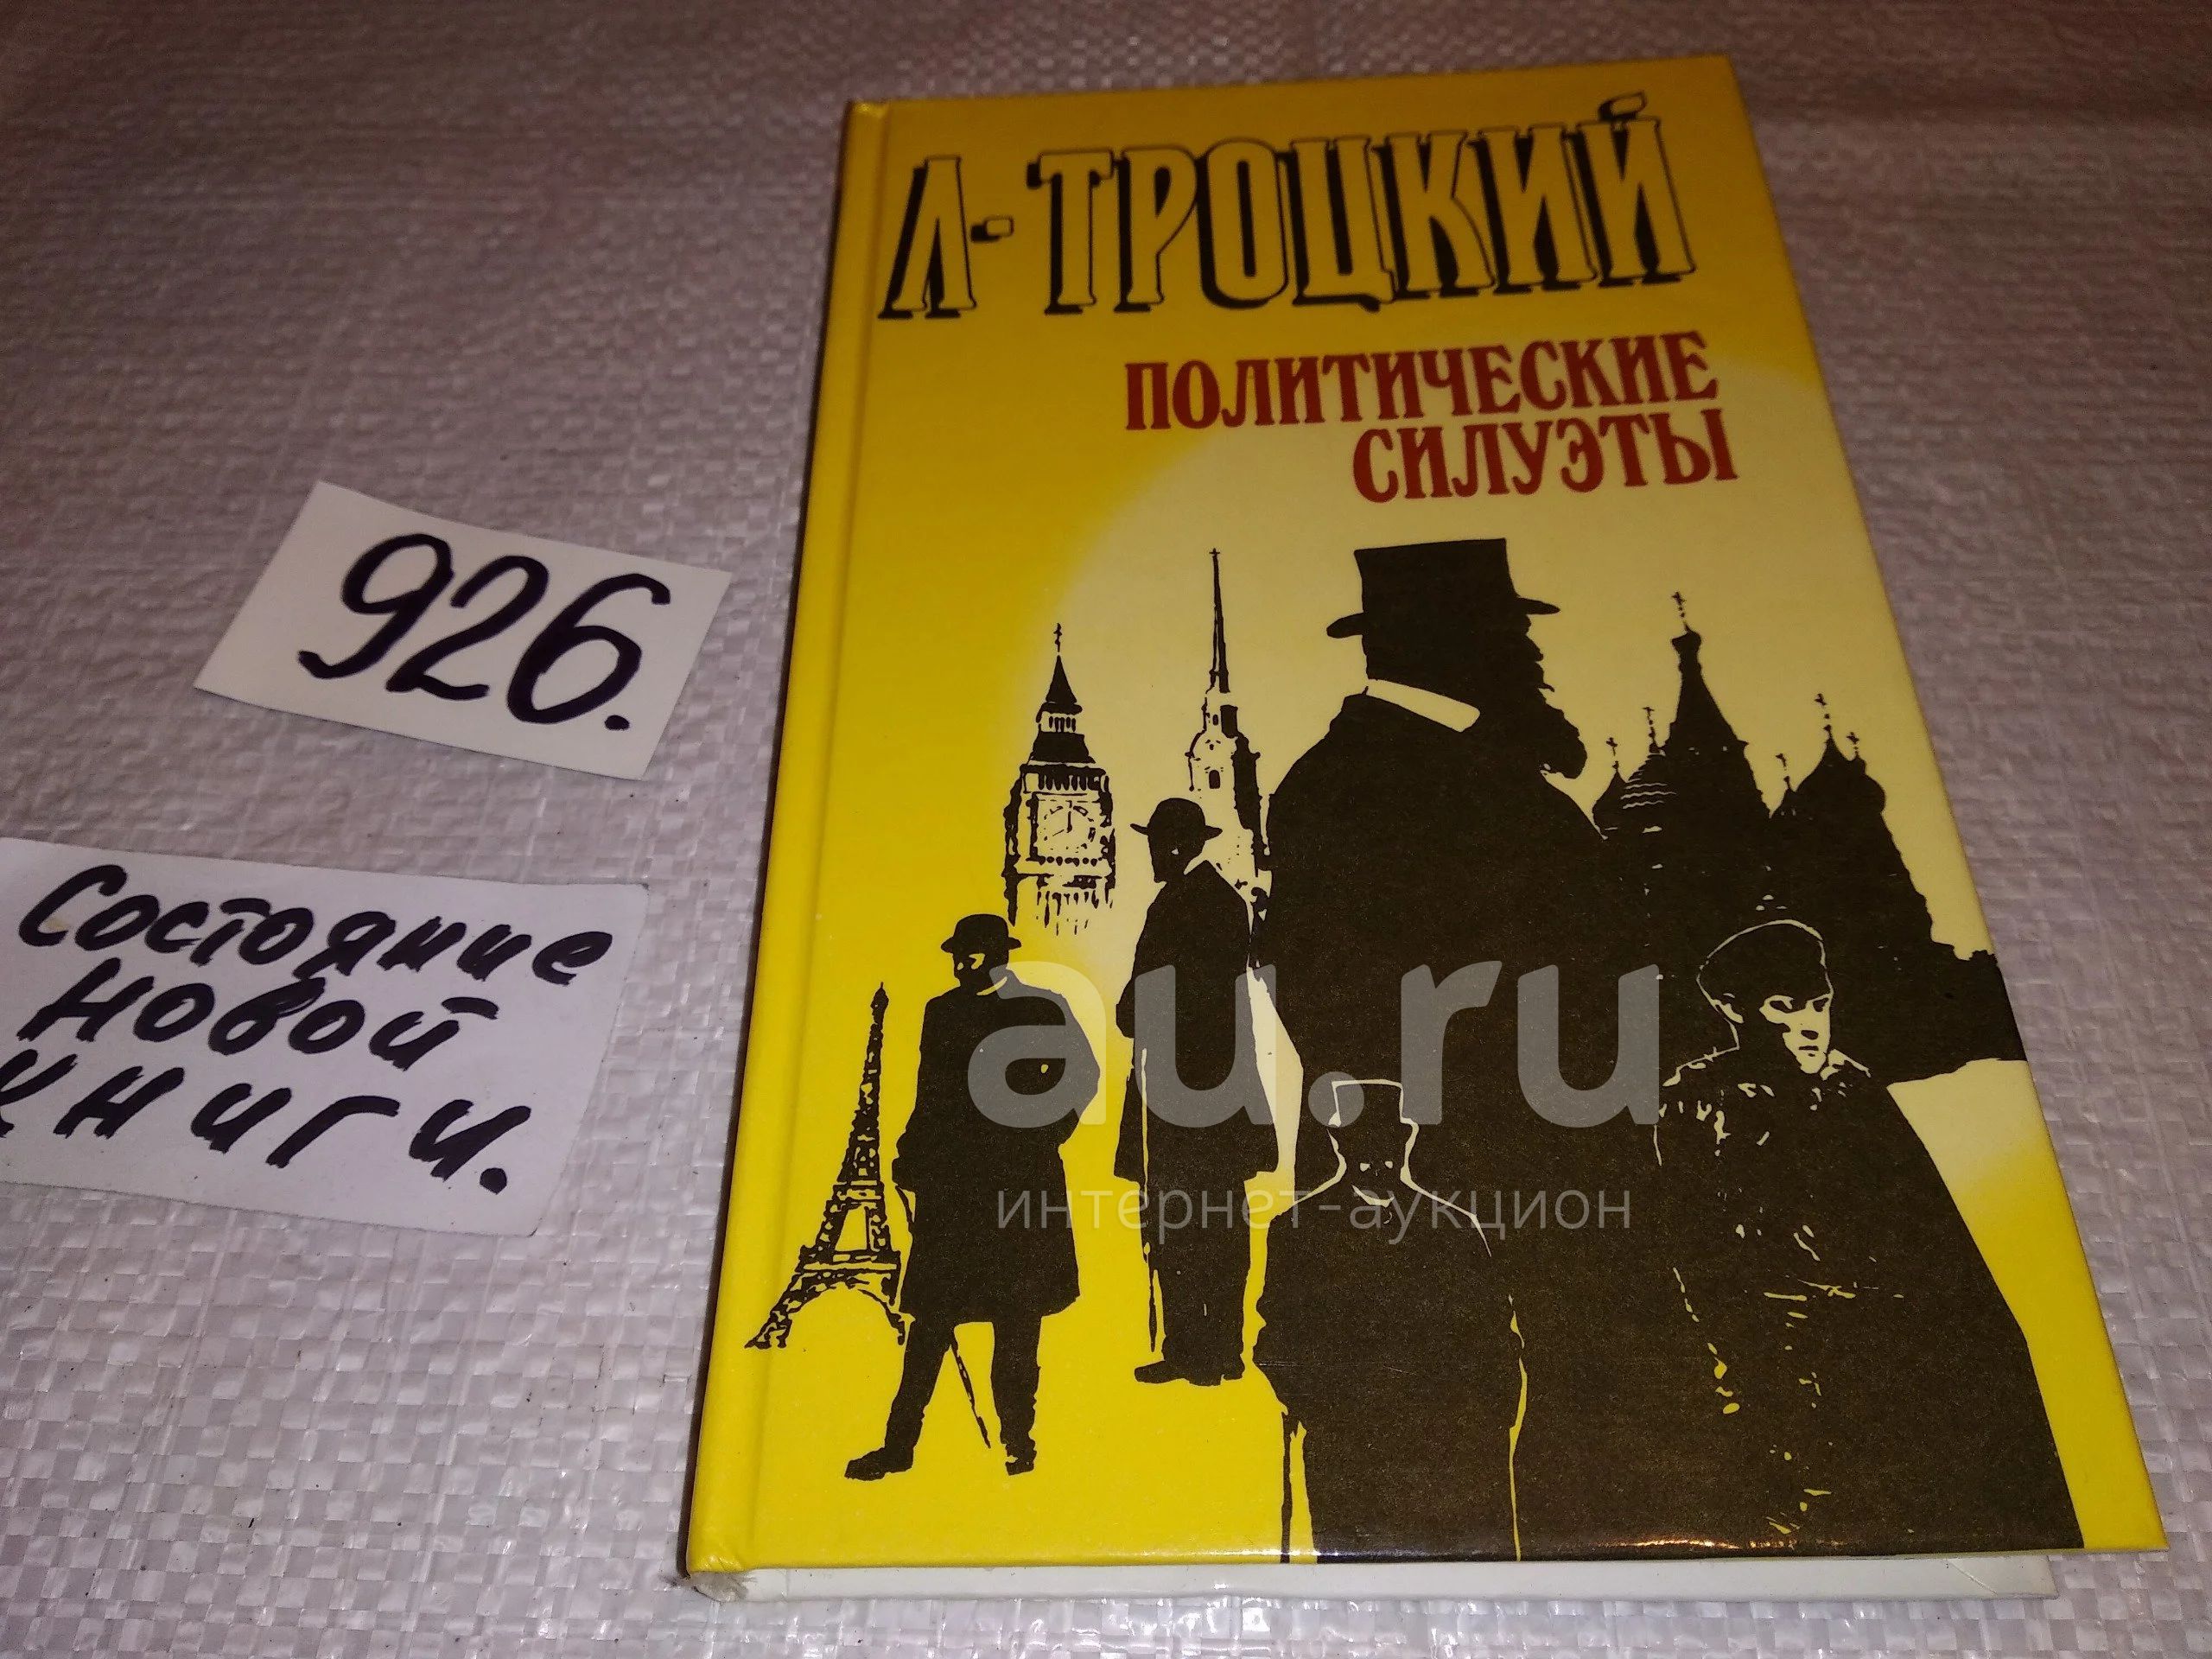 Л. ТРОЦКИЙ
ПОЛИТИЧЕСКИЕ
СИЛУЭТЫ
926.
Состояние
новой
книги.
au.ru
интернет-аукцион